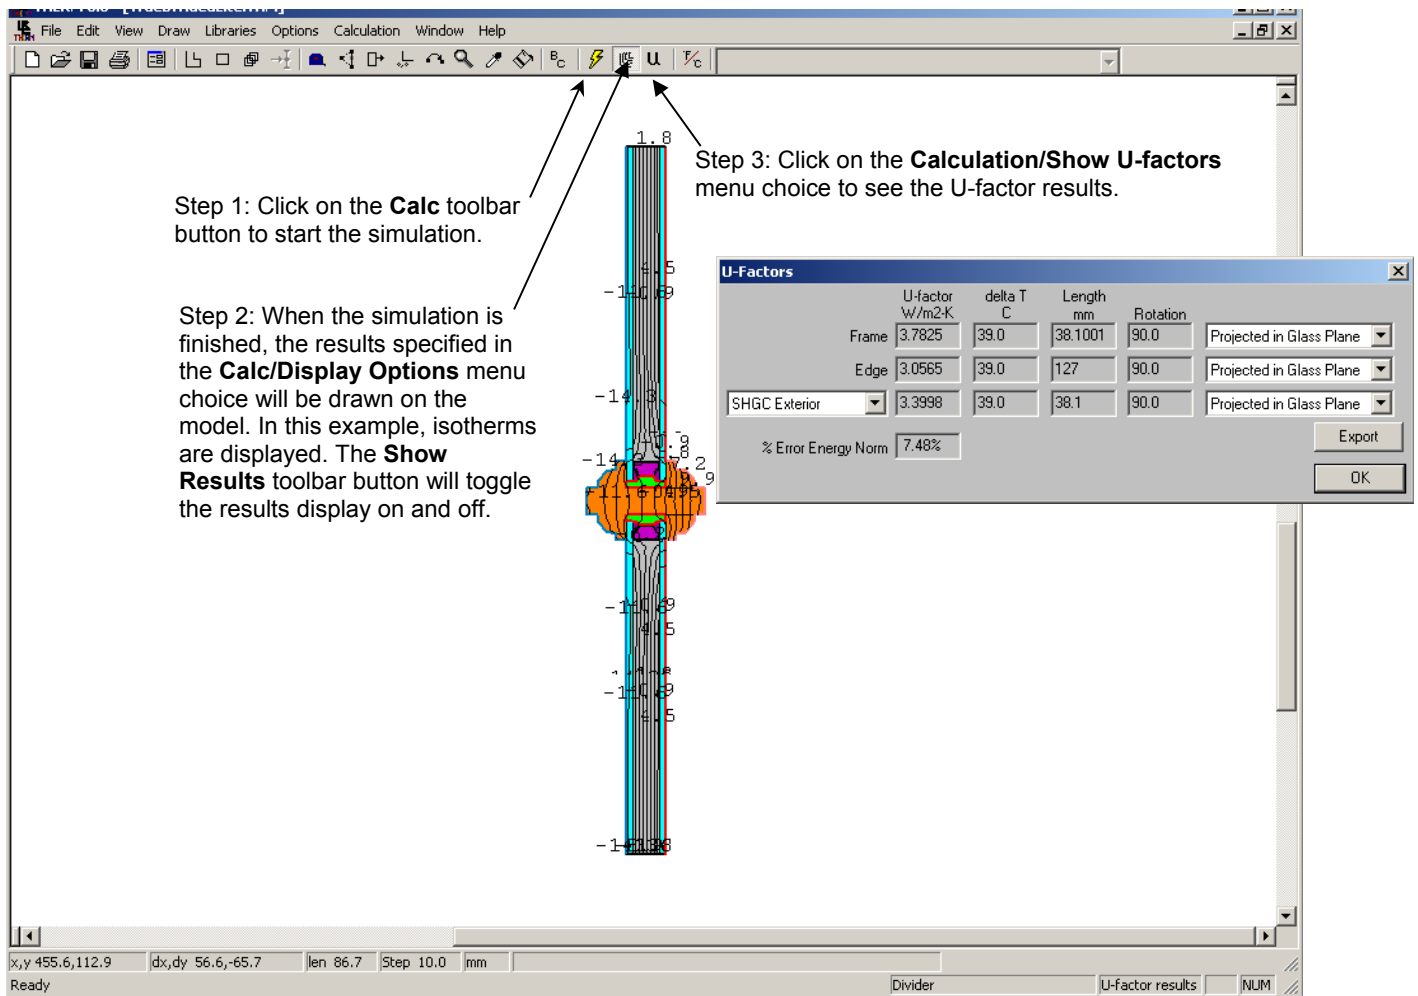 File Edit View Draw Libraries Options Calculation Window Help
1.8
Step 3: Click on the Calculation/Show U-factors
menu choice to see the U-factor results.
Step 1: Click on the Calc toolbar
button to start the simulation.
Step 2: When the simulation is
finished, the results specified in
the Calc/Display Options menu
choice will be drawn on the
model. In this example, isotherms
are displayed. The Show
Results toolbar button will toggle
the results display on and off.
U-Factors
U-factor delta T Length
W/m2-K C mm Rotation
Frame 3.7825 39.0 38.1001 90.0 Projected in Glass Plane
Edge 3.0565 39.0 127 90.0 Projected in Glass Plane
SHGC Exterior 3.3998 39.0 38.1 90.0 Projected in Glass Plane
% Error Energy Norm 7.48%
Export
OK
x,y 455.6,112.9 dx,dy 56.6,-65.7 len 86.7 Step 10.0 mm
Ready Divider U-factor results NUM